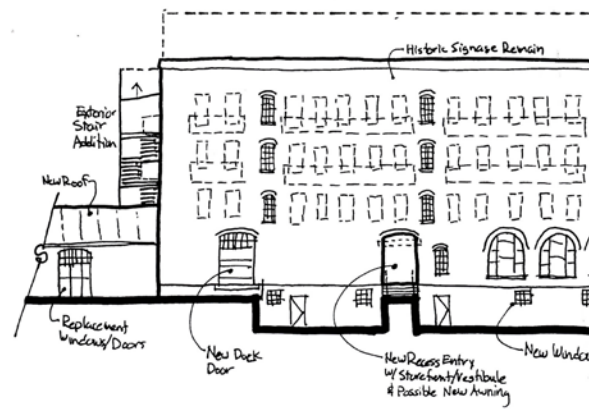 Historic Signage Remain
Exterior
Stair
Addition
New Roof
Replacement
Windows/Doors
New Dock
Door
New Recess Entry
w/ Storefront/Vestibule
& Possible New Awning
New Windo